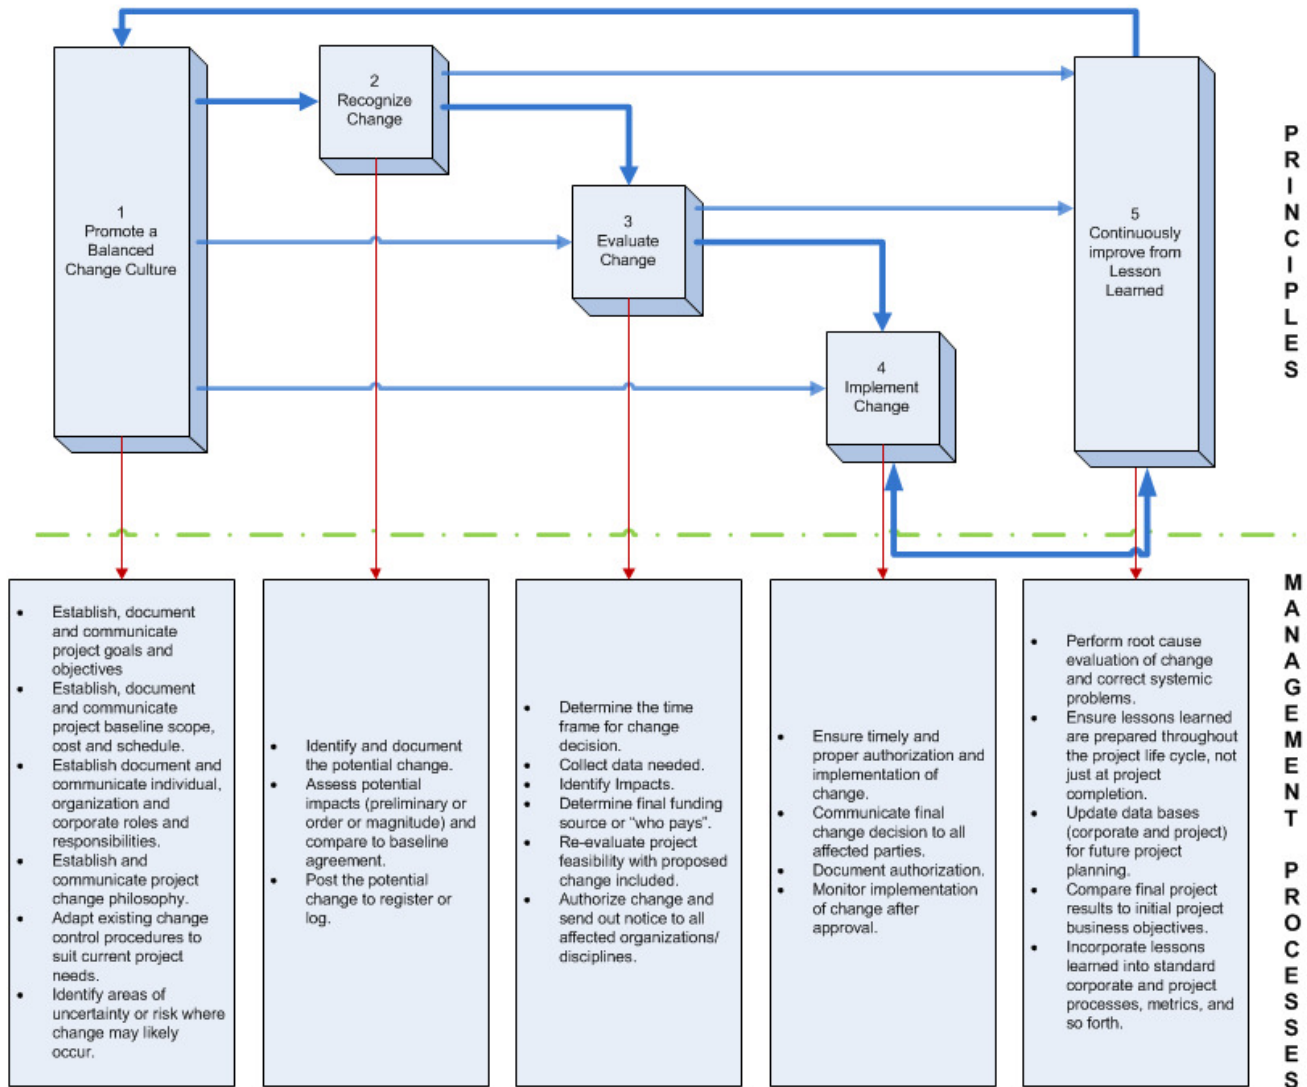 1
Promote a
Balanced
Change Culture
2
Recognize
Change
3
Evaluate
Change
4
Implement
Change
5
Continuously
improve from
Lesson
Learned
PRINCIPLES
• Establish, document
and communicate
project goals and
objectives
• Establish, document
and communicate
project baseline scope,
cost and schedule.
• Establish document and
communicate individual,
organization and
corporate roles and
responsibilities.
• Establish and
communicate project
change philosophy.
• Adapt existing change
control procedures to
suit current project
needs.
• Identify areas of
uncertainty or risk where
change may likely
occur.
• Identify and document
the potential change.
• Assess potential
impacts (preliminary or
order or magnitude) and
compare to baseline
agreement.
• Post the potential
change to register or
log.
• Determine the time
frame for change
decision.
• Collect data needed.
• Identify Impacts.
• Determine final funding
source or “who pays”.
• Re-evaluate project
feasibility with proposed
change included.
• Authorize change and
send out notice to all
affected organizations/
disciplines.
• Ensure timely and
proper authorization and
implementation of
change.
• Communicate final
change decision to all
affected parties.
• Document authorization.
• Monitor implementation
of change after
approval.
• Perform root cause
evaluation of change
and correct systemic
problems.
• Ensure lessons learned
are prepared throughout
the project life cycle, not
just at project
completion.
• Update data bases
(corporate and project)
for future project
planning.
• Compare final project
results to initial project
business objectives.
• Incorporate lessons
learned into standard
corporate and project
processes, metrics, and
so forth.
MANAGEMENT PROCESSES